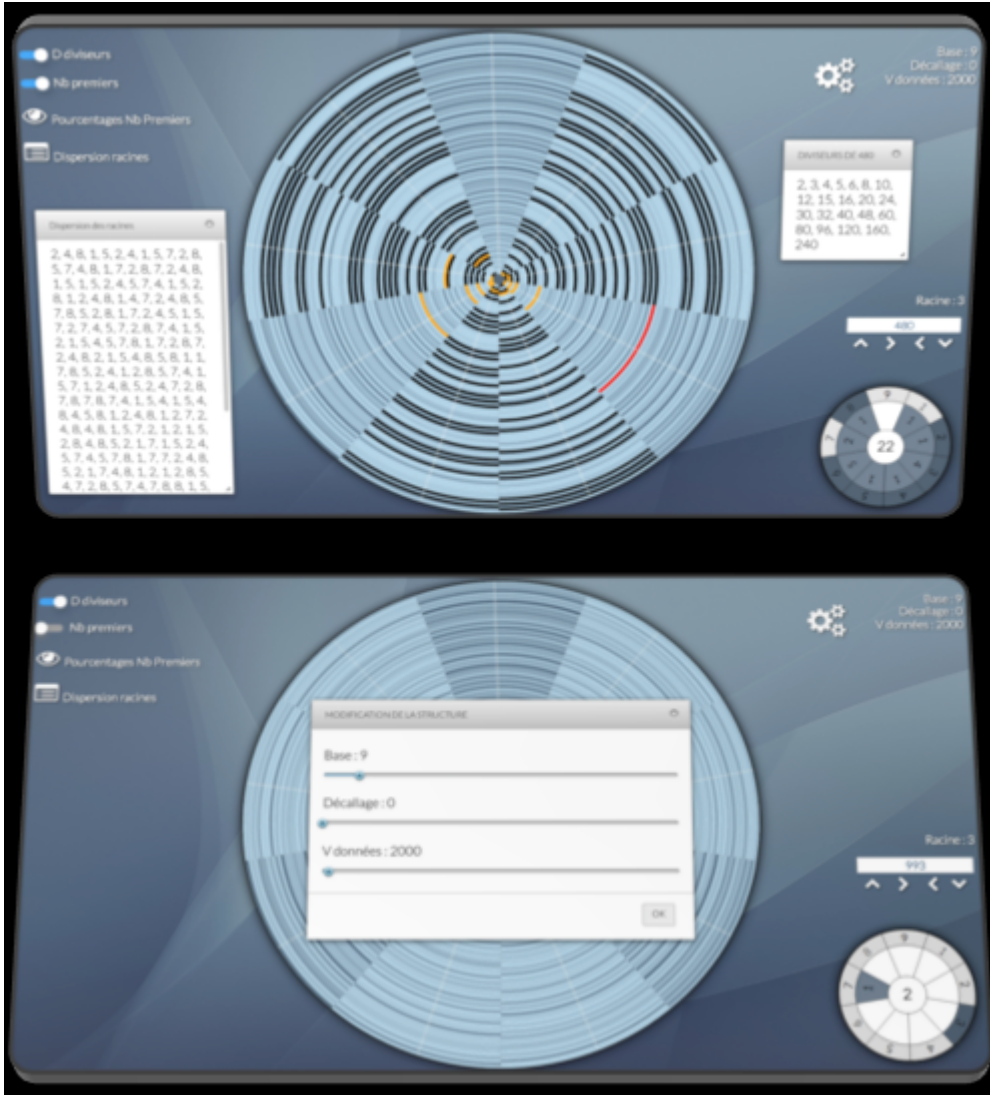 D diviseurs
Nb premiers
Pourcentages Nb Premiers
Dispersion racines
Base : 9
Décallage : 0
V données : 2000
Dispersion des racines
2, 4, 8, 1, 5, 2, 4, 1, 5, 7, 2, 8,
5, 7, 4, 8, 1, 7, 2, 8, 7, 2, 4, 8,
1, 5, 1, 5, 2, 4, 5, 7, 4, 1, 5, 2,
8, 1, 2, 4, 8, 1, 4, 7, 2, 4, 8, 5,
7, 8, 5, 2, 8, 1, 7, 2, 4, 5, 1, 5,
7, 2, 7, 4, 5, 7, 2, 8, 7, 4, 1, 5,
2, 1, 5, 4, 5, 7, 8, 1, 7, 2, 8, 7,
2, 4, 8, 2, 1, 5, 4, 8, 5, 8, 1, 1,
7, 8, 5, 2, 4, 1, 2, 8, 5, 7, 4, 1,
5, 7, 1, 2, 4, 8, 5, 2, 4, 7, 2, 8,
7, 8, 7, 8, 7, 4, 1, 5, 4, 1, 5, 4,
8, 4, 5, 8, 1, 2, 4, 8, 1, 2, 7, 2,
4, 8, 4, 8, 1, 5, 7, 2, 1, 2, 1, 5,
2, 8, 4, 8, 5, 2, 1, 7, 1, 5, 2, 4,
5, 7, 4, 5, 7, 8, 1, 7, 7, 2, 4, 8,
5, 2, 1, 7, 4, 8, 1, 2, 1, 2, 8, 5,
4, 7, 2, 8, 5, 7, 4, 7, 8, 8, 1, 5,
DIVISEURS DE 480
2, 3, 4, 5, 6, 8, 10,
12, 15, 16, 20, 24,
30, 32, 40, 48, 60,
80, 96, 120, 160,
240
Racine : 3
480
9
22
D diviseurs
Nb premiers
Pourcentages Nb Premiers
Dispersion racines
Base : 9
Décallage : 0
V données : 2000
MODIFICATION DE LA STRUCTURE
Base : 9
Décallage : 0
V données : 2000
OK
Racine : 3
993
9
2